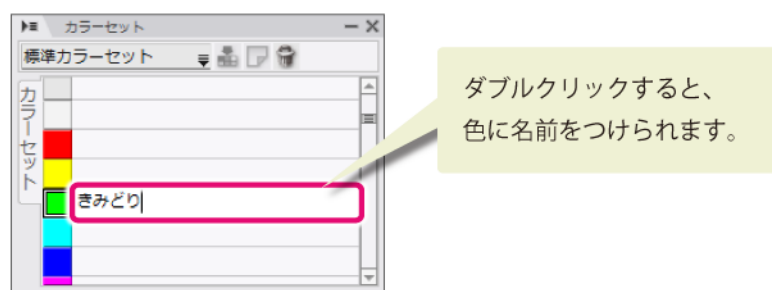 カラーセット
標準カラーセット
カラーセット
きみどり
ダブルクリックすると、
色に名前をつけられます。